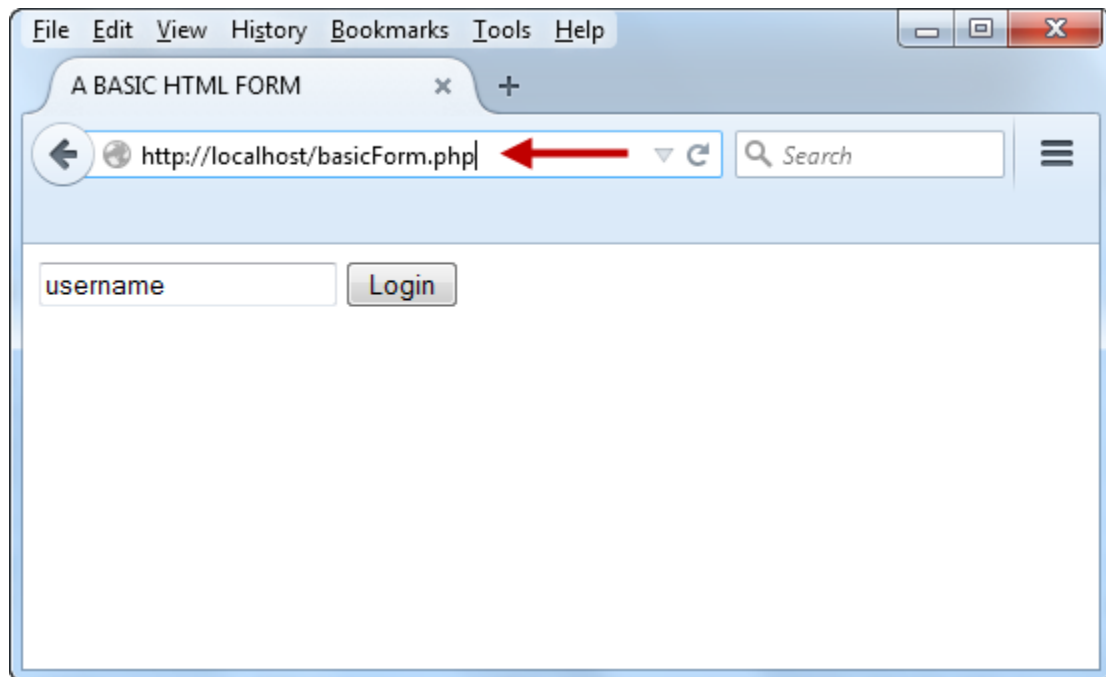 File Edit View History Bookmarks Tools Help
A BASIC HTML FORM
http://localhost/basicForm.php
Search
username Login